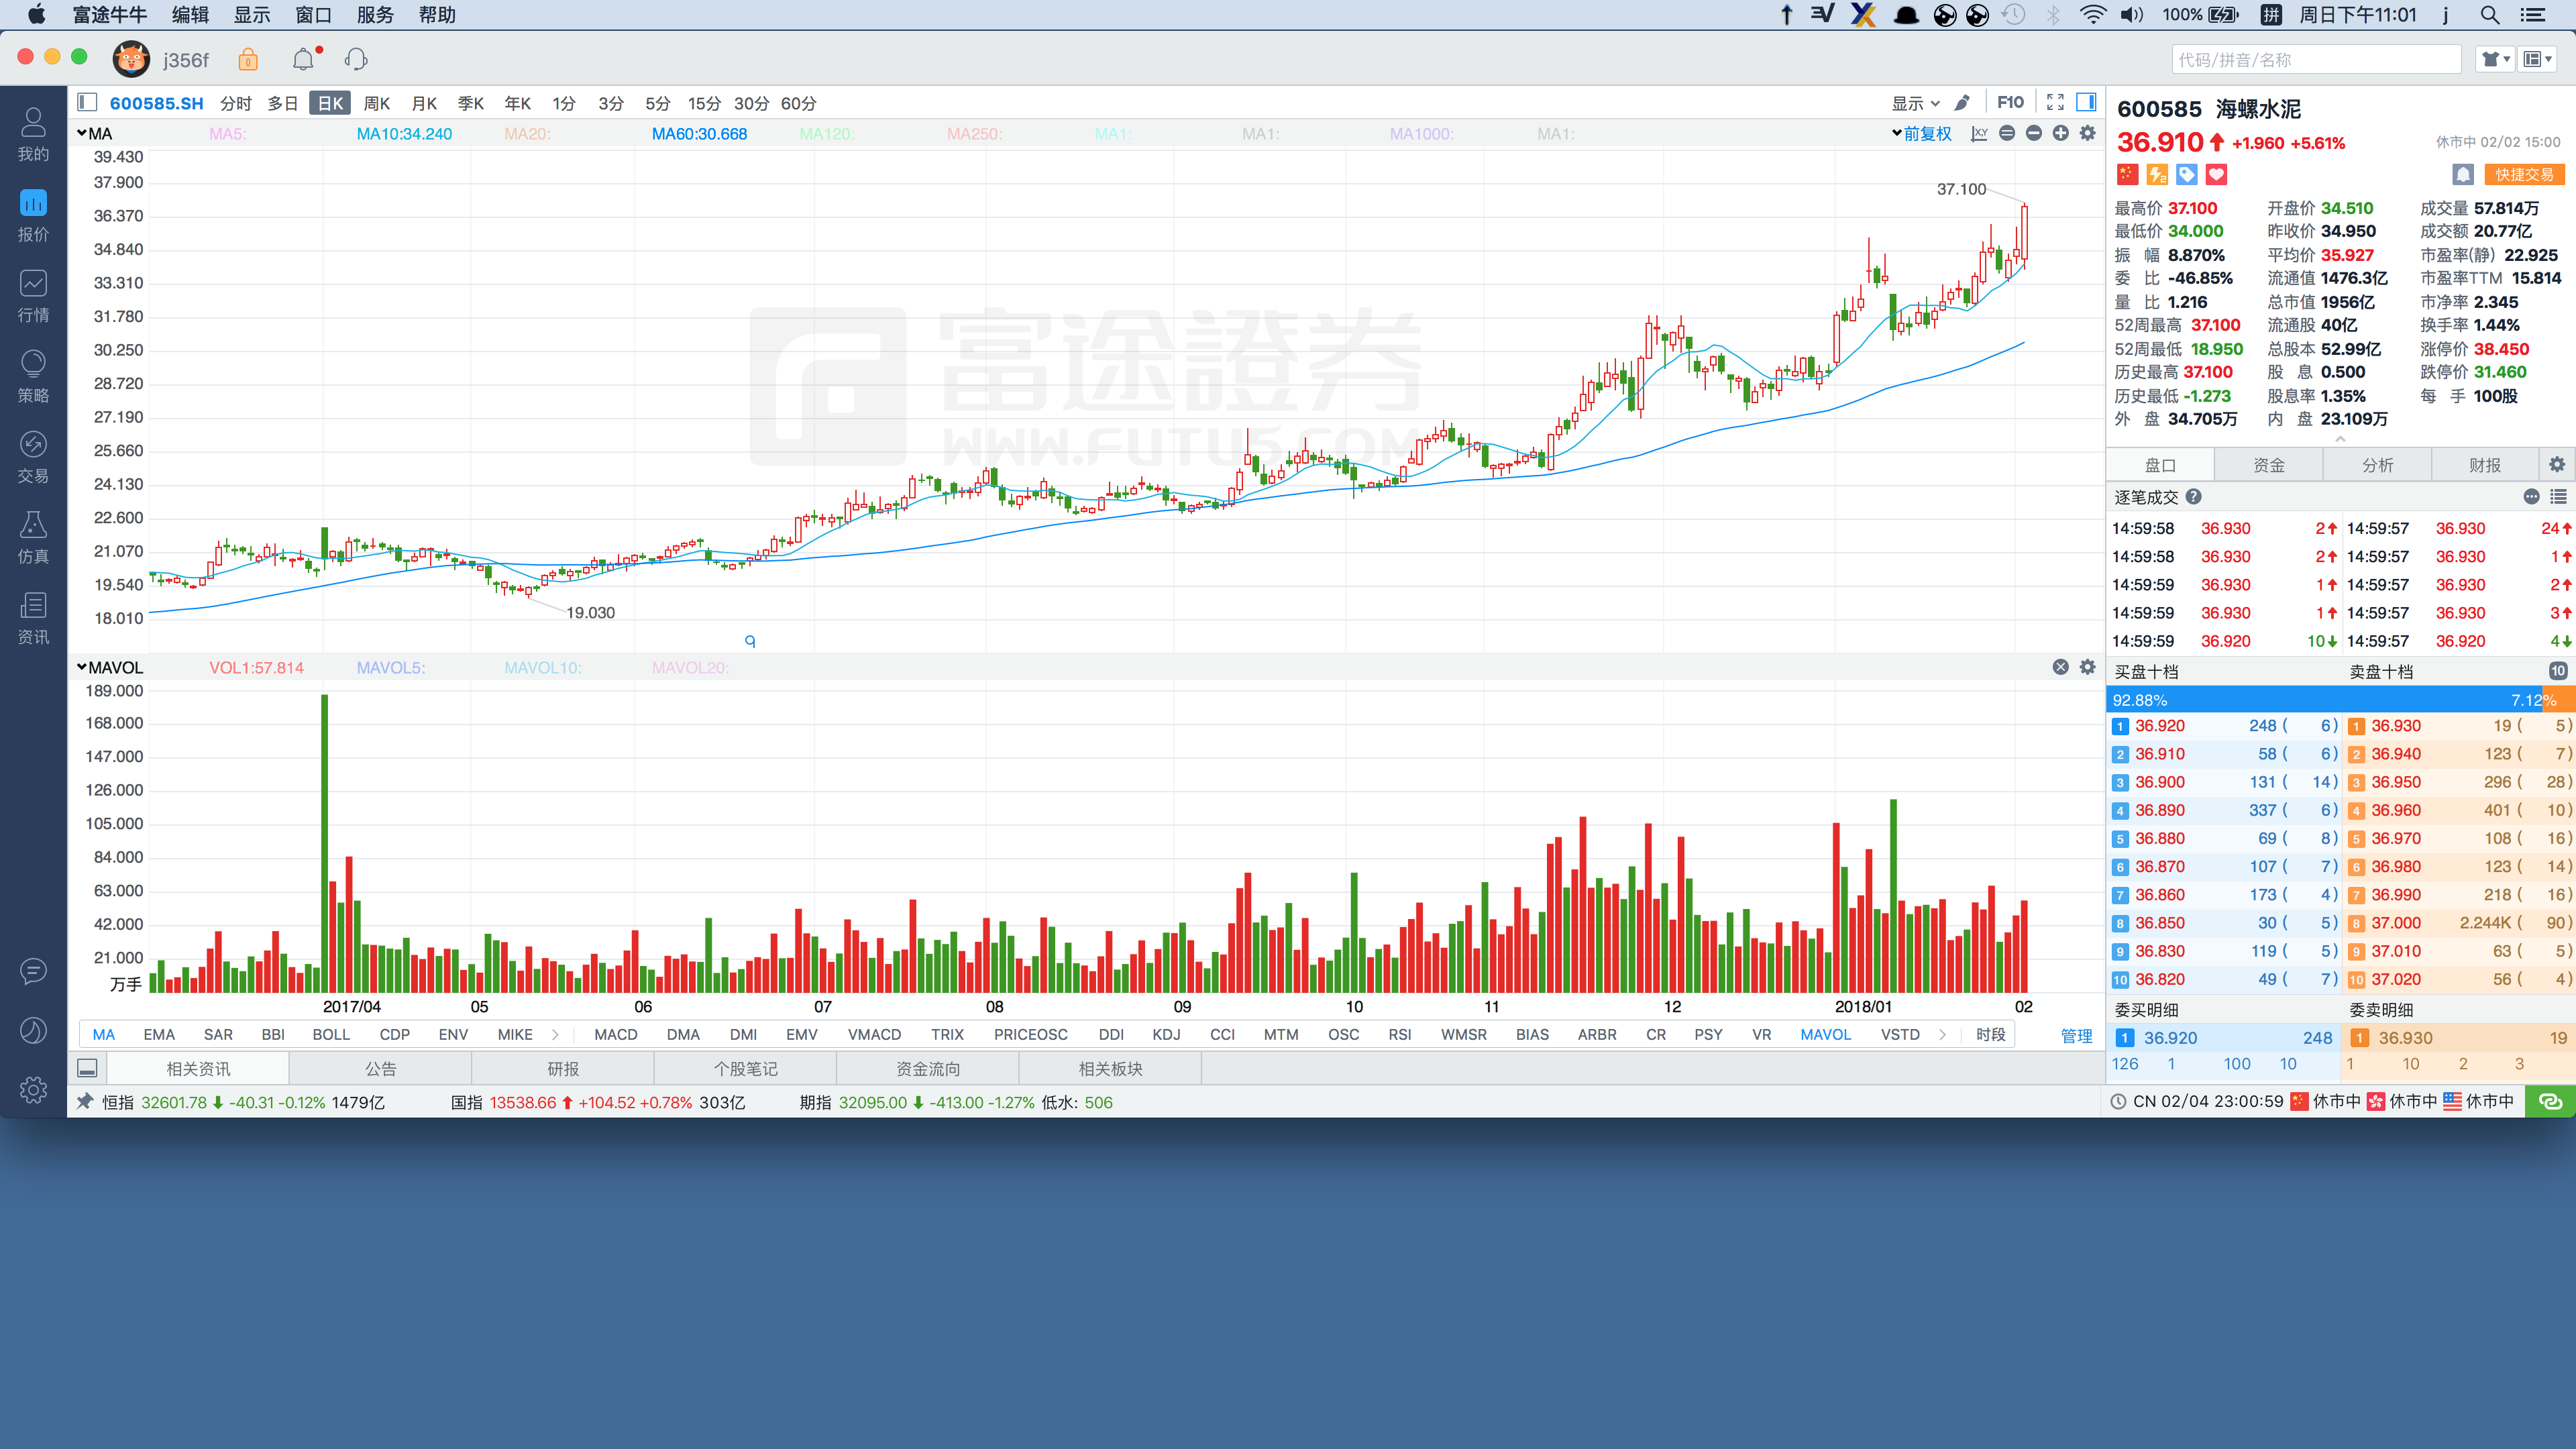 富途牛牛 编辑 显示 窗口 服务 帮助 100% 拼 周日下午11:01 j
j356f 代码/拼音/名称
我的
报价
行情
策略
交易
仿真
资讯
600585.SH 分时 多日 日K 周K 月K 季K 年K 1分 3分 5分 15分 30分 60分 显示 F10
MA MA5: MA10:34.240 MA20: MA60:30.668 MA120: MA250: MA1: MA1: MA1000: MA1: 前复权
39.430
37.900
36.370
34.840
33.310
31.780
30.250
28.720
27.190
25.660
24.130
22.600
21.070
19.540
18.010
37.100
19.030
富途證券
WWW.FUTU5.COM
MAVOL VOL1:57.814 MAVOL5: MAVOL10: MAVOL20:
189.000
168.000
147.000
126.000
105.000
84.000
63.000
42.000
21.000
万手
2017/04 05 06 07 08 09 10 11 12 2018/01 02
MA EMA SAR BBI BOLL CDP ENV MIKE MACD DMA DMI EMV VMACD TRIX PRICEOSC DDI KDJ CCI MTM OSC RSI WMSR BIAS ARBR CR PSY VR MAVOL VSTD 时段 管理
相关资讯 公告 研报 个股笔记 资金流向 相关板块
恒指 32601.78 -40.31 -0.12% 1479亿 国指 13538.66 +104.52 +0.78% 303亿 期指 32095.00 -413.00 -1.27% 低水: 506
600585 海螺水泥
36.910 +1.960 +5.61% 休市中 02/02 15:00
快捷交易
最高价 37.100 开盘价 34.510 成交量 57.814万
最低价 34.000 昨收价 34.950 成交额 20.77亿
振 幅 8.870% 平均价 35.927 市盈率(静) 22.925
委 比 -46.85% 流通值 1476.3亿 市盈率TTM 15.814
量 比 1.216 总市值 1956亿 市净率 2.345
52周最高 37.100 流通股 40亿 换手率 1.44%
52周最低 18.950 总股本 52.99亿 涨停价 38.450
历史最高 37.100 股 息 0.500 跌停价 31.460
历史最低 -1.273 股息率 1.35% 每 手 100股
外 盘 34.705万 内 盘 23.109万
盘口 资金 分析 财报
逐笔成交
14:59:58 36.930 2 14:59:57 36.930 24
14:59:58 36.930 2 14:59:57 36.930 1
14:59:59 36.930 1 14:59:57 36.930 2
14:59:59 36.930 1 14:59:57 36.930 3
14:59:59 36.920 10 14:59:57 36.920 4
买盘十档 卖盘十档 10
92.88% 7.12%
1 36.920 248 ( 6) 1 36.930 19 ( 5)
2 36.910 58 ( 6) 2 36.940 123 ( 7)
3 36.900 131 ( 14) 3 36.950 296 ( 28)
4 36.890 337 ( 6) 4 36.960 401 ( 10)
5 36.880 69 ( 8) 5 36.970 108 ( 16)
6 36.870 107 ( 7) 6 36.980 123 ( 14)
7 36.860 173 ( 4) 7 36.990 218 ( 16)
8 36.850 30 ( 5) 8 37.000 2.244K ( 90)
9 36.830 119 ( 5) 9 37.010 63 ( 5)
10 36.820 49 ( 7) 10 37.020 56 ( 4)
委买明细 委卖明细
1 36.920 248 1 36.930 19
126 1 100 10 1 10 2 3
CN 02/04 23:00:59 休市中 休市中 休市中